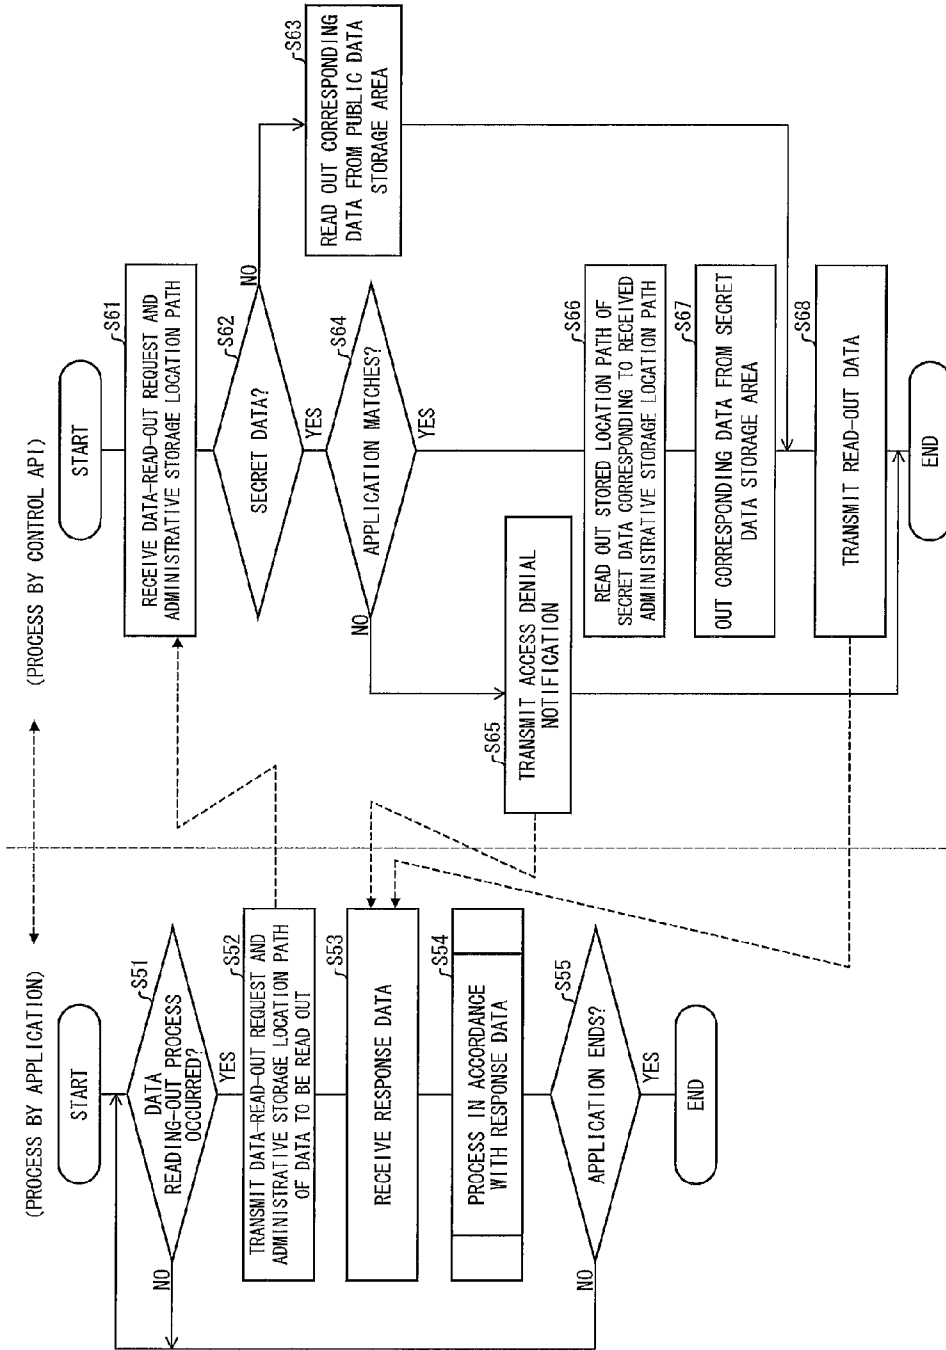 (PROCESS BY APPLICATION)
START
S51
DATA
READING-OUT PROCESS
OCCURRED?
NO
YES
S52
TRANSMIT DATA-READ-OUT REQUEST AND
ADMINISTRATIVE STORAGE LOCATION PATH
OF DATA TO BE READ OUT
S53
RECEIVE RESPONSE DATA
S54
PROCESS IN ACCORDANCE
WITH RESPONSE DATA
S55
APPLICATION ENDS?
NO
YES
END
(PROCESS BY CONTROL API)
START
S61
RECEIVE DATA-READ-OUT REQUEST AND
ADMINISTRATIVE STORAGE LOCATION PATH
S62
SECRET DATA?
NO
YES
S63
READ OUT CORRESPONDING
DATA FROM PUBLIC DATA
STORAGE AREA
S64
APPLICATION MATCHES?
NO
YES
S65
TRANSMIT ACCESS DENIAL
NOTIFICATION
S66
READ OUT STORED LOCATION PATH OF
SECRET DATA CORRESPONDING TO RECEIVED
ADMINISTRATIVE STORAGE LOCATION PATH
S67
OUT CORRESPONDING DATA FROM SECRET
DATA STORAGE AREA
S68
TRANSMIT READ-OUT DATA
END